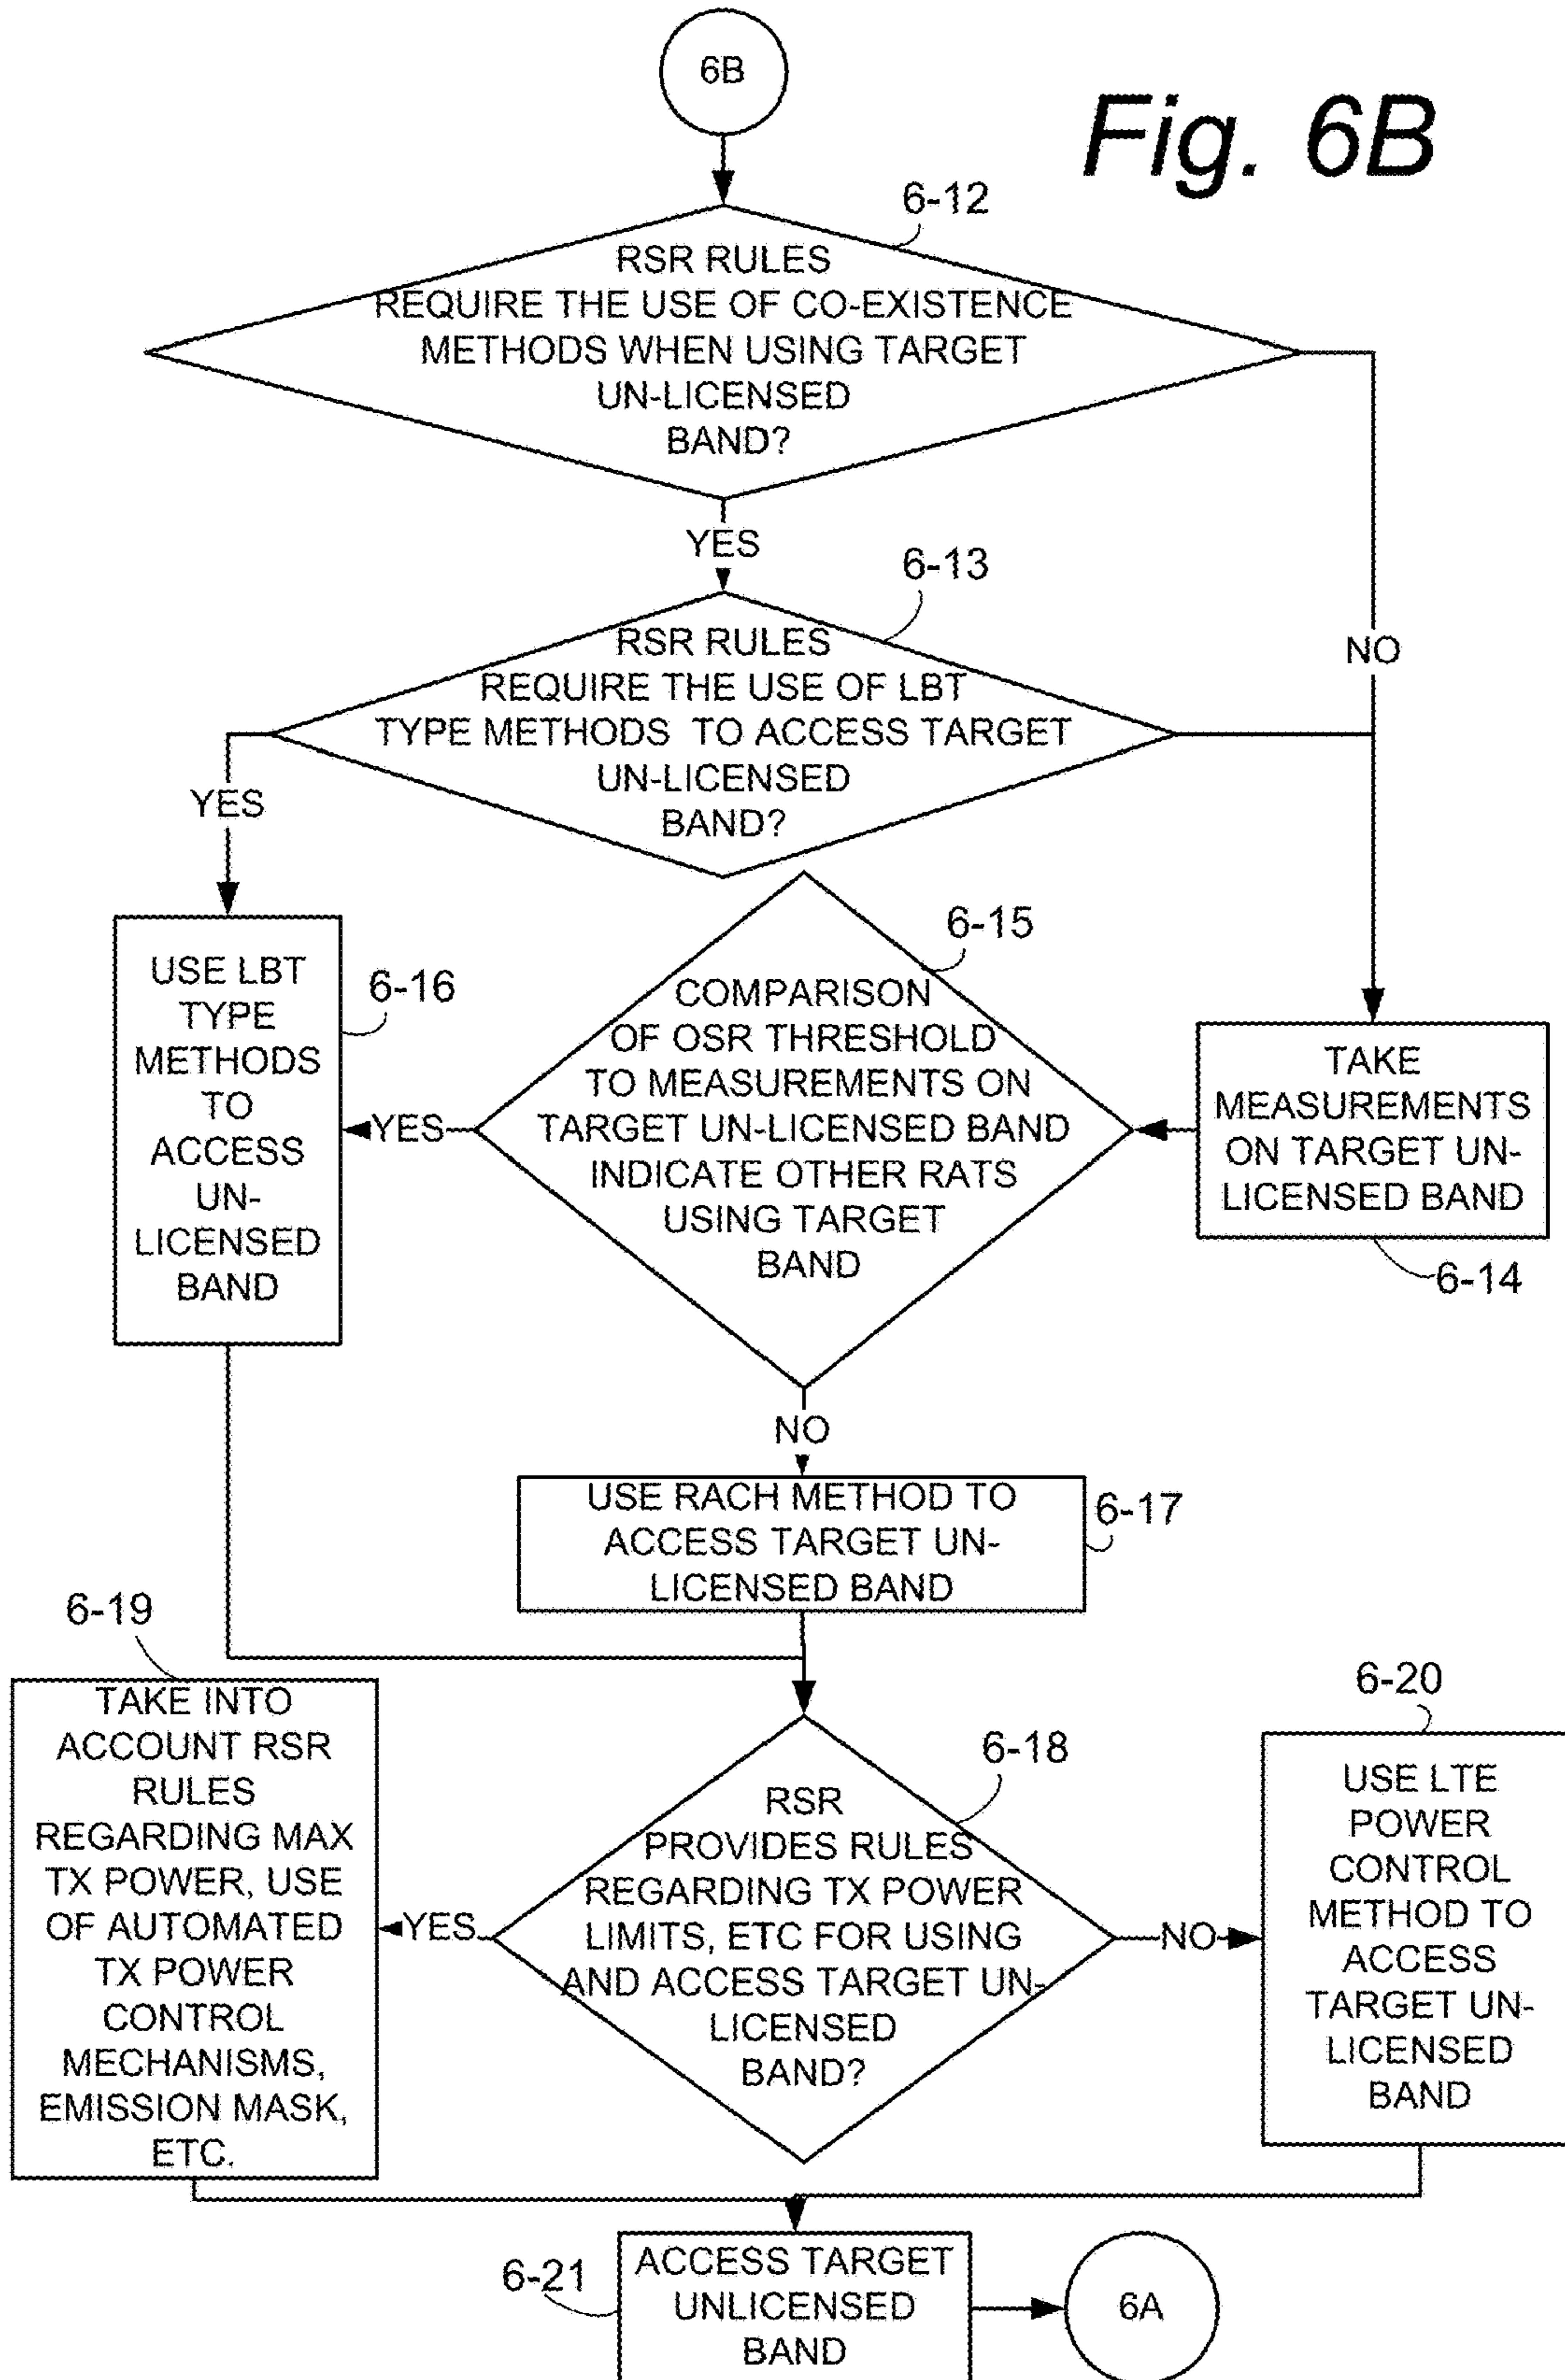 6B
Fig. 6B
6-12
RSR RULES
REQUIRE THE USE OF CO-EXISTENCE
METHODS WHEN USING TARGET
UN-LICENSED
BAND?
YES
NO
6-13
RSR RULES
REQUIRE THE USE OF LBT
TYPE METHODS TO ACCESS TARGET
UN-LICENSED
BAND?
YES
6-16
USE LBT
TYPE
METHODS
TO
ACCESS
UN-
LICENSED
BAND
6-15
COMPARISON
OF OSR THRESHOLD
TO MEASUREMENTS ON
TARGET UN-LICENSED BAND
INDICATE OTHER RATS
USING TARGET
BAND
YES
TAKE
MEASUREMENTS
ON TARGET UN-
LICENSED BAND
6-14
NO
USE RACH METHOD TO
ACCESS TARGET UN-
LICENSED BAND
6-17
6-19
TAKE INTO
ACCOUNT RSR
RULES
REGARDING MAX
TX POWER, USE
OF AUTOMATED
TX POWER
CONTROL
MECHANISMS,
EMISSION MASK,
ETC.
6-18
RSR
PROVIDES RULES
REGARDING TX POWER
LIMITS, ETC FOR USING
AND ACCESS TARGET UN-
LICENSED
BAND?
YES
NO
6-20
USE LTE
POWER
CONTROL
METHOD TO
ACCESS
TARGET UN-
LICENSED
BAND
6-21
ACCESS TARGET
UNLICENSED
BAND
6A